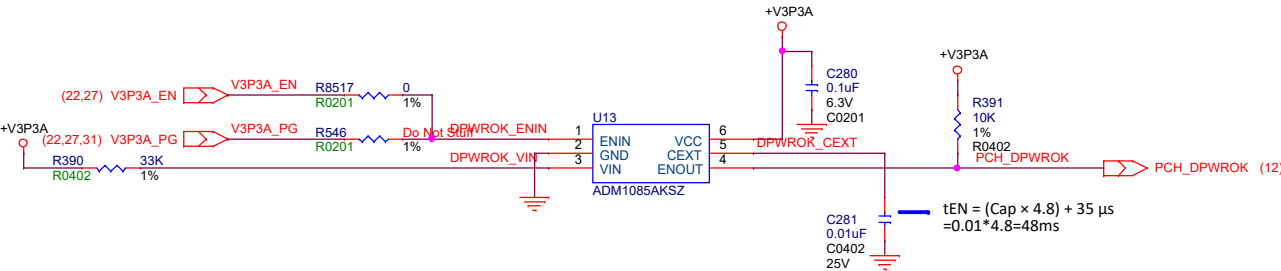 +V3P3A
+V3P3A
C280
0.1uF
6.3V
C0201
R391
10K
1%
R0402
(22,27) V3P3A_EN
V3P3A_EN
R8517
0
R0201
1%
(22,27,31) V3P3A_PG
V3P3A_PG
R546
Do Not Stuff
R0201
1%
DPWROK_ENIN
+V3P3A
R390
33K
R0402
1%
DPWROK_VIN
U13
1
ENIN
2
GND
3
VIN
VCC
6
CEXT
5
ENOUT
4
ADM1085AKSZ
DPWROK_CEXT
PCH_DPWROK
PCH_DPWROK (12)
C281
0.01uF
C0402
25V
tEN = (Cap × 4.8) + 35 µs
=0.01*4.8=48ms